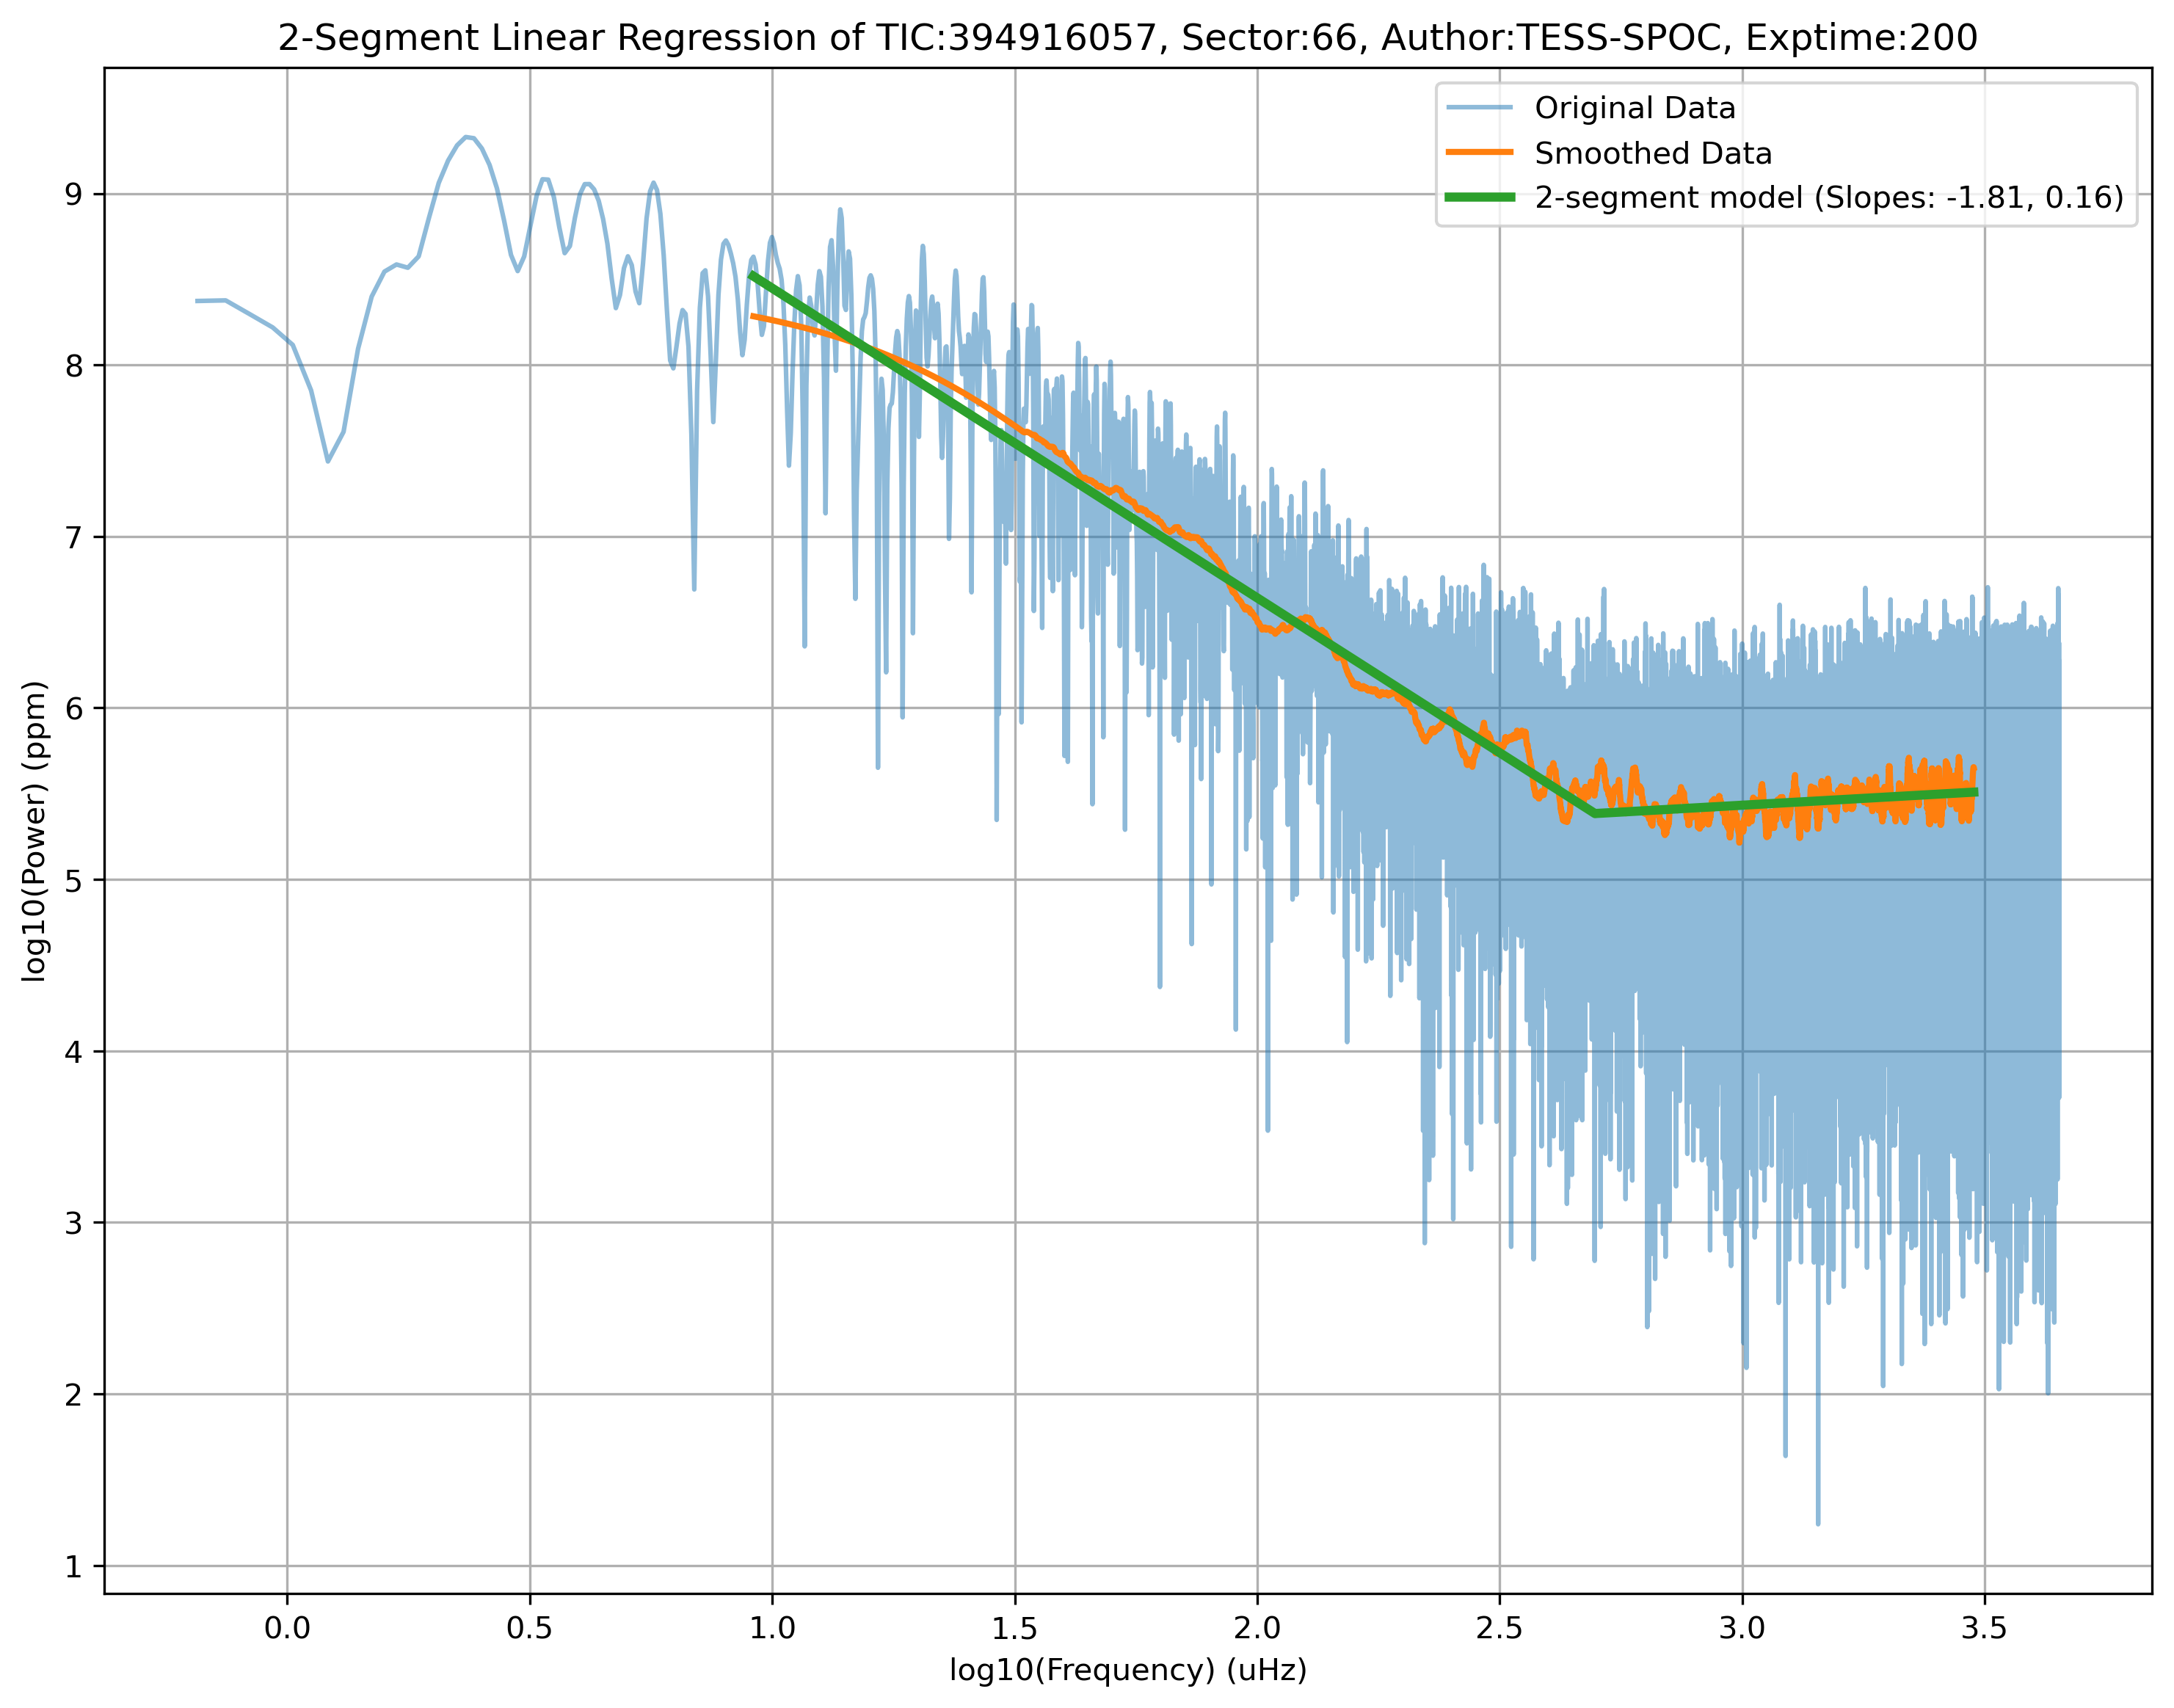 2-Segment Linear Regression of TIC:394916057, Sector:66, Author:TESS-SPOC, Exptime:200
Original Data
Smoothed Data
2-segment model (Slopes: -1.81, 0.16)
log10(Power) (ppm)
9
8
7
6
5
4
3
2
1
0.0 0.5 1.0 1.5 2.0 2.5 3.0 3.5
log10(Frequency) (uHz)